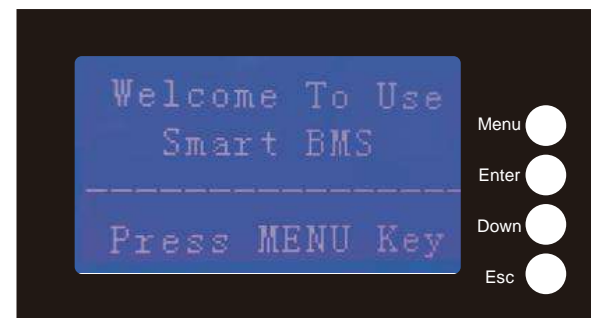 Welcome To Use
Smart BMS
Press MENU Key
Menu
Enter
Down
Esc